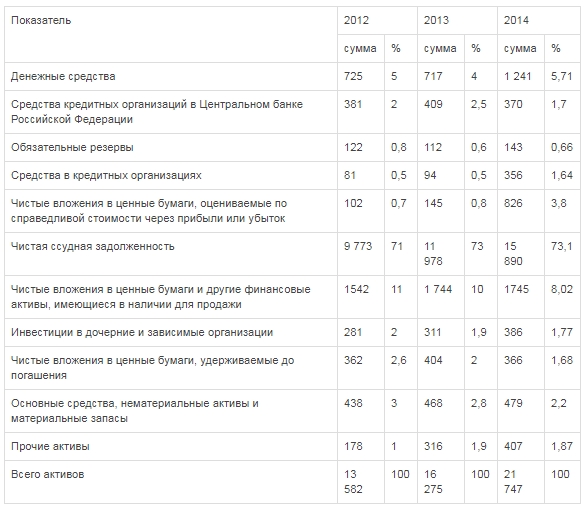 Показатель 2012 2013 2014
сумма % сумма % сумма %
Денежные средства 725 5 717 4 1 241 5,71
Средства кредитных организаций в Центральном банке 381 2 409 2,5 370 1,7
Российской Федерации
Обязательные резервы 122 0,8 112 0,6 143 0,66
Средства в кредитных организациях 81 0,5 94 0,5 356 1,64
Чистые вложения в ценные бумаги, оцениваемые по 102 0,7 145 0,8 826 3,8
справедливой стоимости через прибыли или убыток
Чистая ссудная задолженность 9 773 71 11 73 15 73,1
978 890
Чистые вложения в ценные бумаги и другие финансовые 1542 11 1 744 10 1745 8,02
активы, имеющиеся в наличии для продажи
Инвестиции в дочерние и зависимые организации 281 2 311 1,9 386 1,77
Чистые вложения в ценные бумаги, удерживаемые до 362 2,6 404 2 366 1,68
погашения
Основные средства, нематериальные активы и 438 3 468 2,8 479 2,2
материальные запасы
Прочие активы 178 1 316 1,9 407 1,87
Всего активов 13 100 16 100 21 100
582 275 747